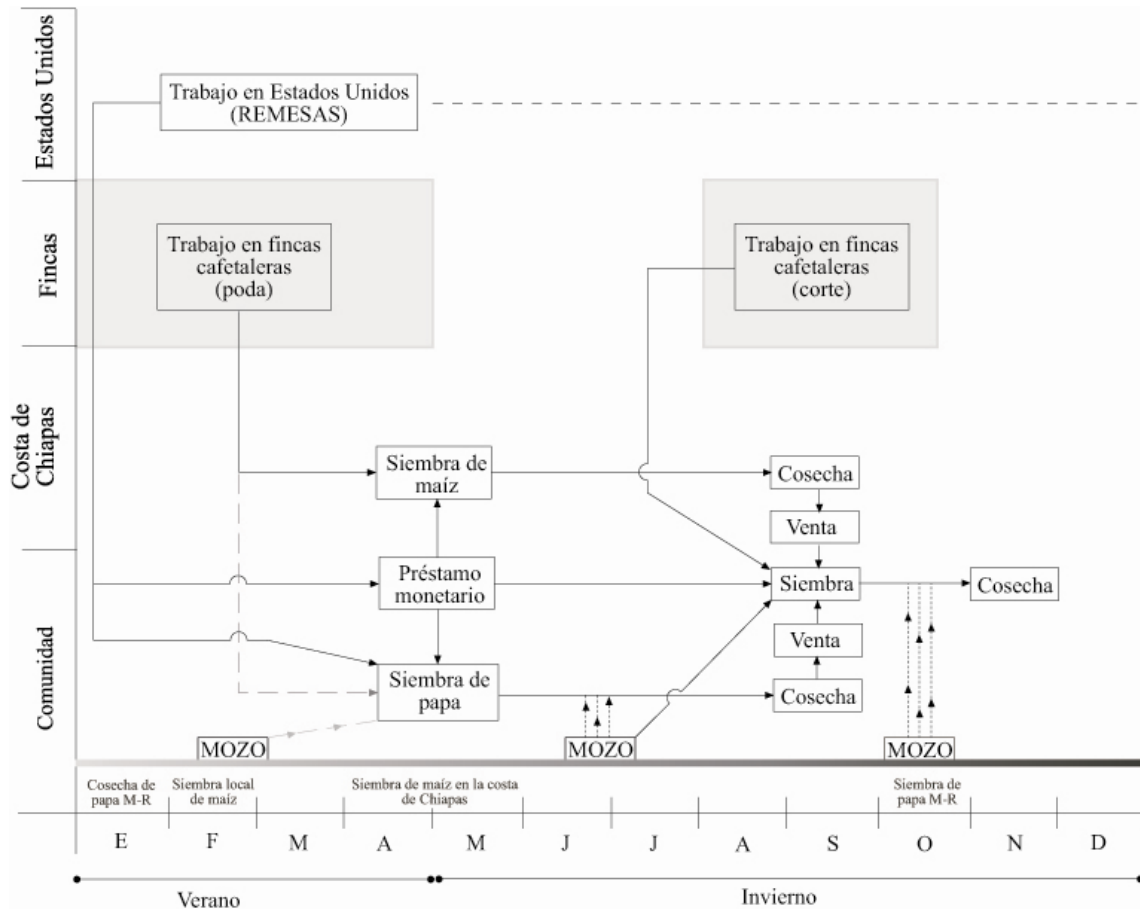 Estados Unidos
Trabajo en Estados Unidos
(REMESAS)
Fincas
Trabajo en fincas
cafetaleras
(poda)
Trabajo en fincas
cafetaleras
(corte)
Costa de
Chiapas
Siembra de
maíz
Cosecha
Venta
Comunidad
Préstamo
monetario
Siembra
Cosecha
Venta
Siembra de
papa
Cosecha
MOZO
MOZO
MOZO
Cosecha de
papa M-R
Siembra local
de maíz
Siembra de maíz en la costa
de Chiapas
Siembra de
papa M-R
E F M A M J J A S O N D
Verano
Invierno